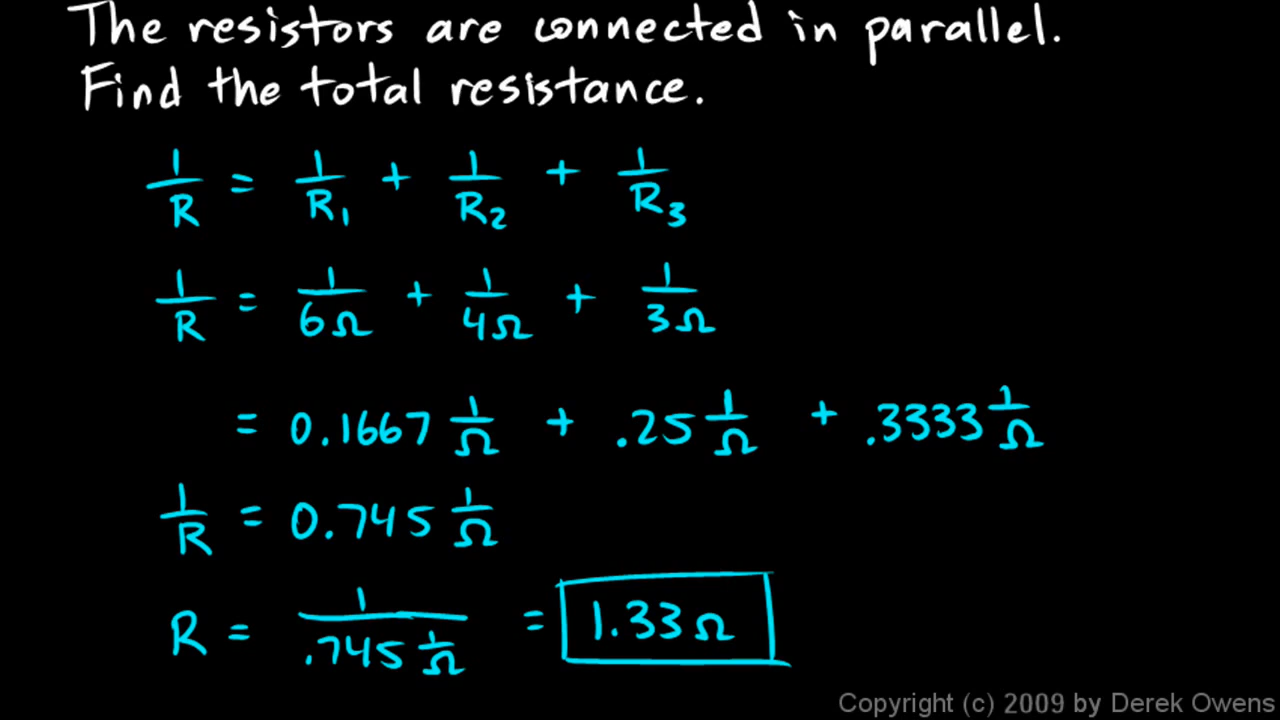 The resistors are connected in parallel.
Find the total resistance.
1/R = 1/R₁ + 1/R₂ + 1/R₃
1/R = 1/6Ω + 1/4Ω + 1/3Ω
= 0.1667 1/Ω + .25 1/Ω + .3333 1/Ω
1/R = 0.745 1/Ω
R = 1/.745 1/Ω = 1.33Ω
Copyright (c) 2009 by Derek Owens